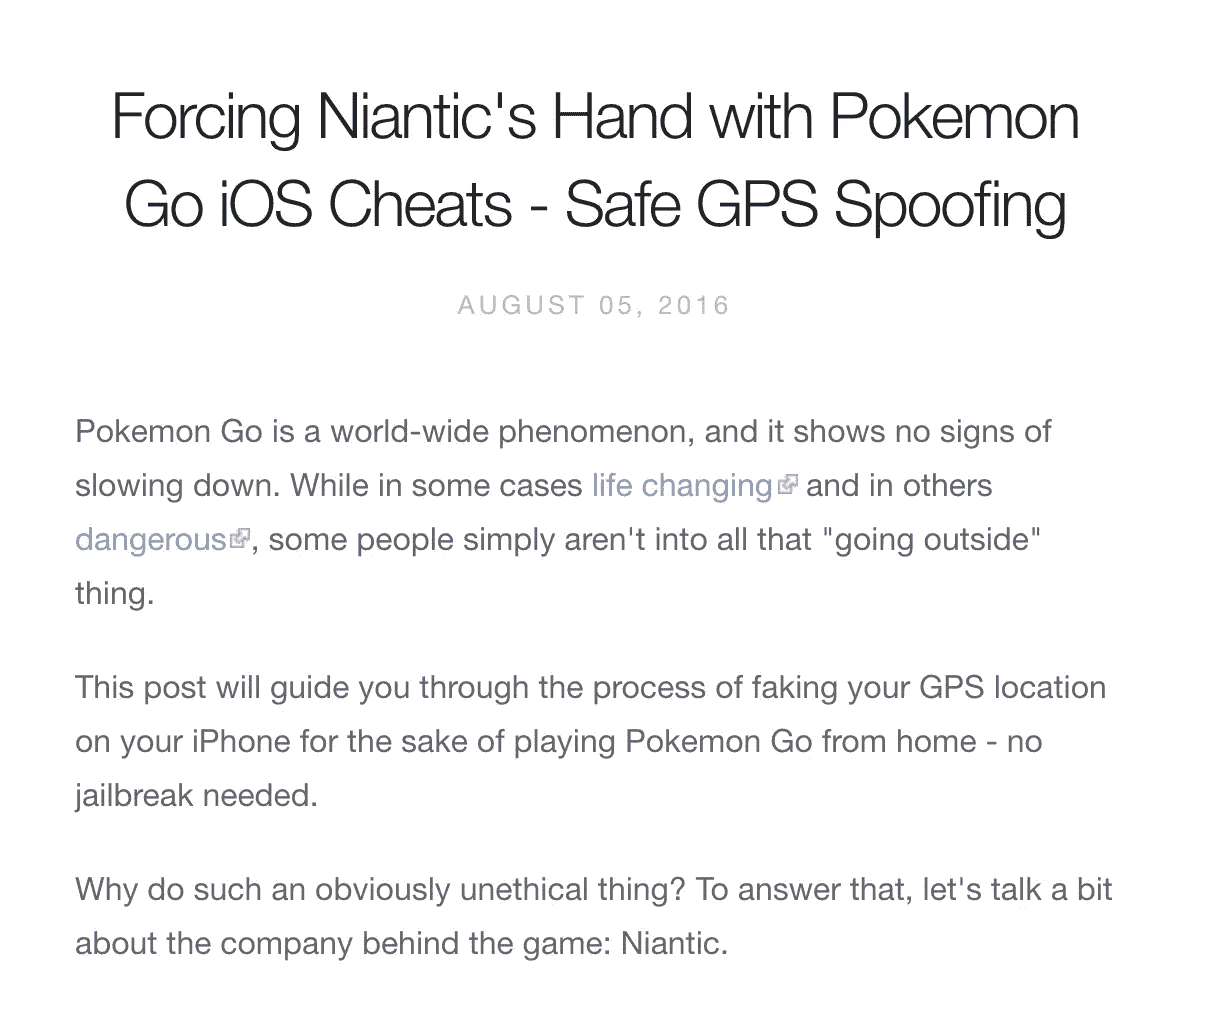 Forcing Niantic's Hand with Pokemon
Go iOS Cheats - Safe GPS Spoofing
AUGUST 05, 2016
Pokemon Go is a world-wide phenomenon, and it shows no signs of
slowing down. While in some cases life changing and in others
dangerous, some people simply aren't into all that "going outside"
thing.
This post will guide you through the process of faking your GPS location
on your iPhone for the sake of playing Pokemon Go from home - no
jailbreak needed.
Why do such an obviously unethical thing? To answer that, let's talk a bit
about the company behind the game: Niantic.